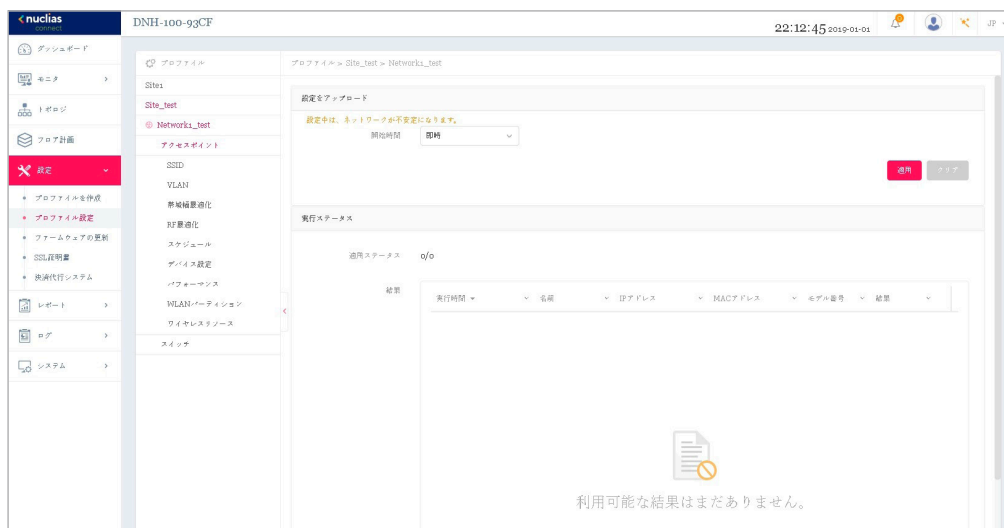 nuclias
connect
DNH-100-93CF
22:12:45 2019-01-01
JP
ダッシュボード
モニタ
トポロジ
フロア計画
設定
プロファイルを作成
プロファイル設定
ファームウェアの更新
SSL証明書
決済代行システム
レポート
ログ
システム
プロファイル
Site1
Site_test
Network1_test
アクセスポイント
SSID
VLAN
帯域幅最適化
RF最適化
スケジュール
デバイス設定
パフォーマンス
WLANパーティション
ワイヤレスリソース
スイッチ
プロファイル > Site_test > Network1_test
設定をアップロード
設定中は、ネットワークが不安定になります。
開始時間 即時
適用 クリア
実行ステータス
適用ステータス 0/0
結果
実行時間 名前 IPアドレス MACアドレス モデル番号 結果
利用可能な結果はまだありません。